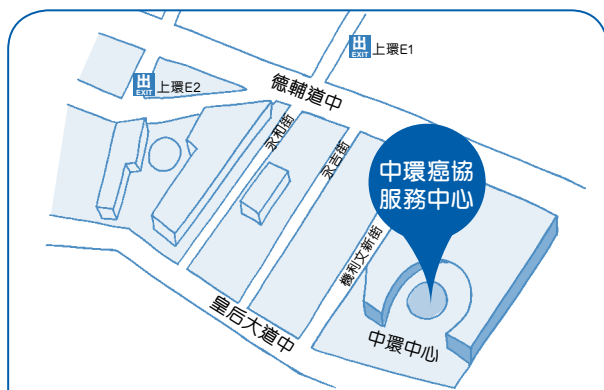 出
EXIT
上環E1
出
EXIT
上環E2
德輔道中
永和街
永吉街
中環癌協
服務中心
機利文新街
皇后大道中
中環中心